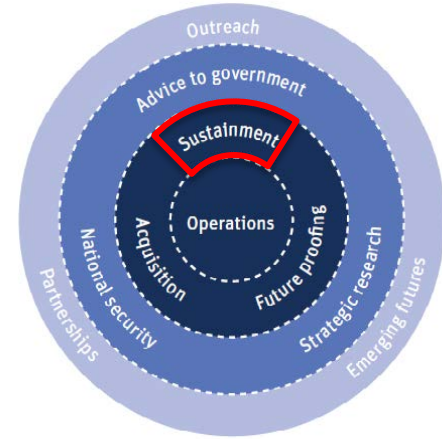 Outreach
Advice to government
Sustainment
Operations
Acquisition
Future proofing
National security
Strategic research
Partnerships
Emerging futures